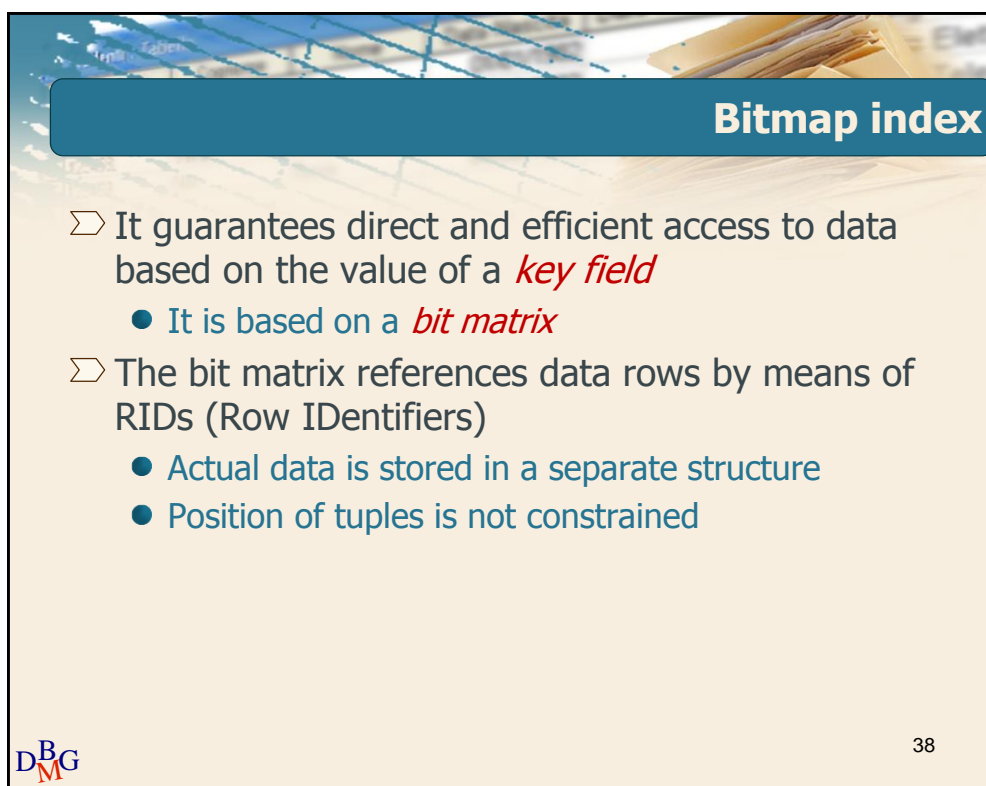 Bitmap index
It guarantees direct and efficient access to data
based on the value of a key field
It is based on a bit matrix
The bit matrix references data rows by means of
RIDs (Row IDentifiers)
Actual data is stored in a separate structure
Position of tuples is not constrained
DBMG
38